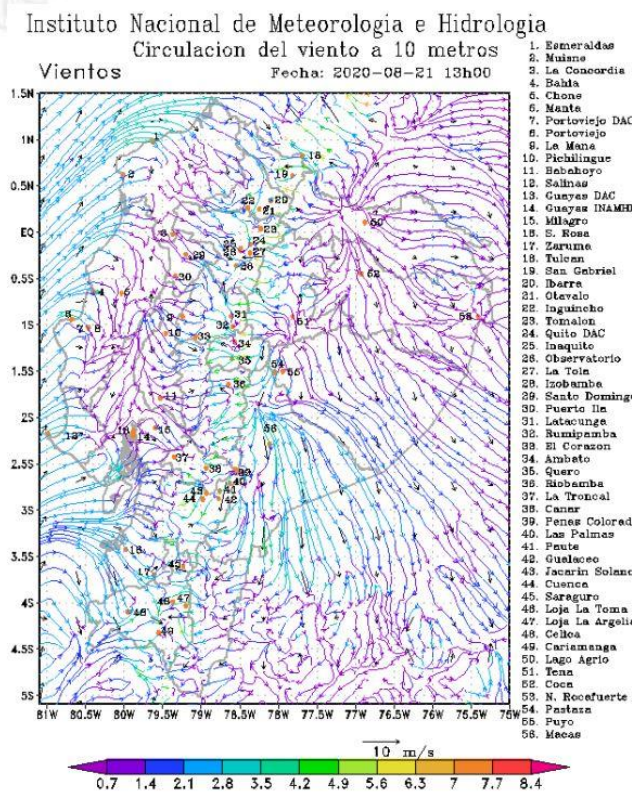 Instituto Nacional de Meteorologia e Hidrologia
Circulacion del viento a 10 metros
Vientos
Fecha: 2020-08-21 13h00
1. Esmeraldas
2. Muisne
3. La Concordia
4. Bahia
5. Chone
6. Manta
7. Portoviejo DAC
8. Portoviejo
9. La Mana
10. Pichilingue
11. Babahoyo
12. Salinas
13. Guayas DAC
14. Guayas INAMHI
15. Milagro
16. S. Rosa
17. Zaruma
18. Tulcan
19. San Gabriel
20. Ibarra
21. Otavalo
22. Inguincho
23. Tomalon
24. Quito DAC
25. Inaquito
26. Observatorio
27. La Tola
28. Izobamba
29. Santo Domingo
30. Puerto Ila
31. Latacunga
32. Rumipamba
33. El Corazon
34. Ambato
35. Quero
36. Riobamba
37. La Troncal
38. Canar
39. Penas Colorad
40. Las Palmas
41. Paute
42. Gualaceo
43. Jacarin Solano
44. Cuenca
45. Saraguro
46. Loja La Toma
47. Loja La Argelia
48. Celica
49. Cariamanga
50. Lago Agrio
51. Tena
52. Coca
53. N. Rocafuerte
54. Pastaza
55. Puyo
56. Macas
1.5N
1N
0.5N
EQ
0.5S
1S
1.5S
2S
2.5S
3S
3.5S
4S
4.5S
5S
81W 80.5W 80W 79.5W 79W 78.5W 78W 77.5W 77W 76.5W 76W 75.5W 75W
10 m/s
0.7 1.4 2.1 2.8 3.5 4.2 4.9 5.6 6.3 7 7.7 8.4